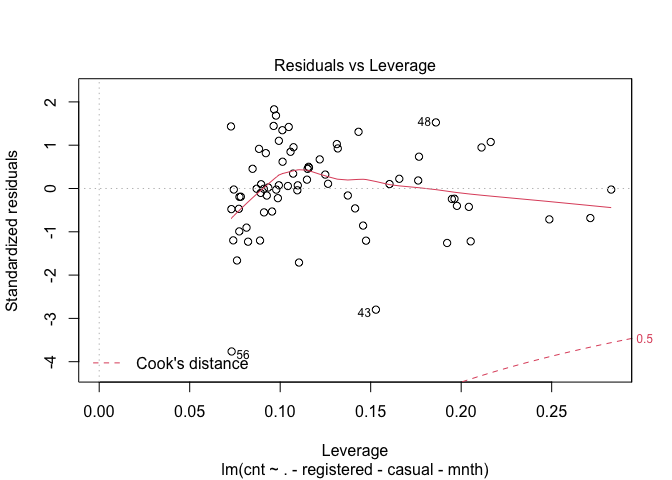 Residuals vs Leverage
Standardized residuals
2
1
0
-1
-2
-3
-4
48
43
56
Cook's distance
0.5
0.00 0.05 0.10 0.15 0.20 0.25
Leverage
lm(cnt ~ . - registered - casual - mnth)